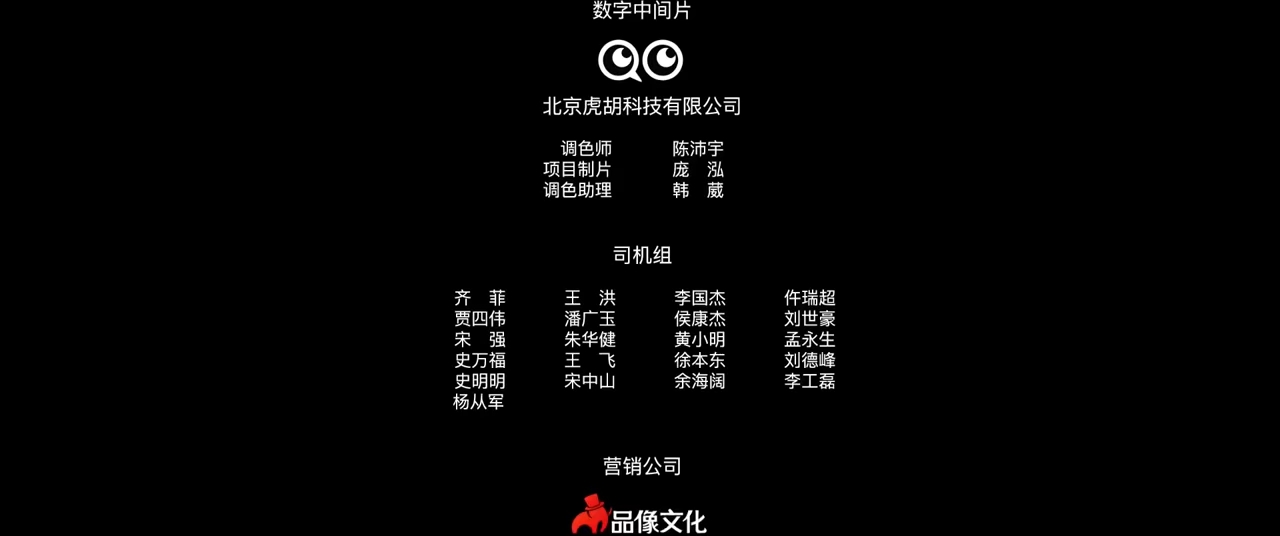 数字中间片
北京虎胡科技有限公司
调色师 陈沛宇
项目制片 庞 泓
调色助理 韩 葳
司机组
齐 菲 王 洪 李国杰 仵瑞超
贾四伟 潘广玉 侯康杰 刘世豪
宋 强 朱华健 黄小明 孟永生
史万福 王 飞 徐本东 刘德峰
史明明 宋中山 余海阔 李工磊
杨从军
营销公司
品像文化